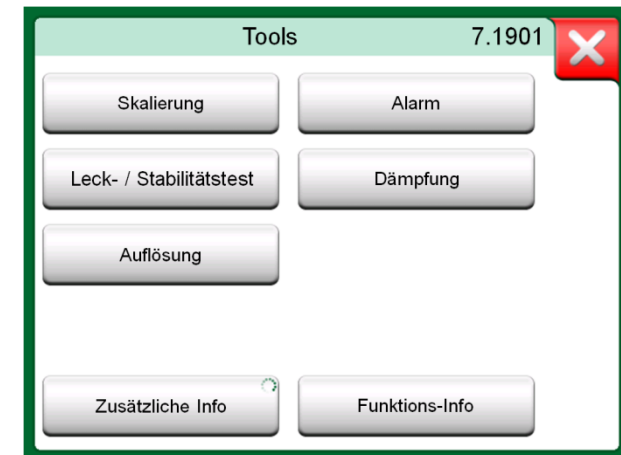 Tools 7.1901
Skalierung Alarm
Leck- / Stabilitätstest Dämpfung
Auflösung
Zusätzliche Info Funktions-Info